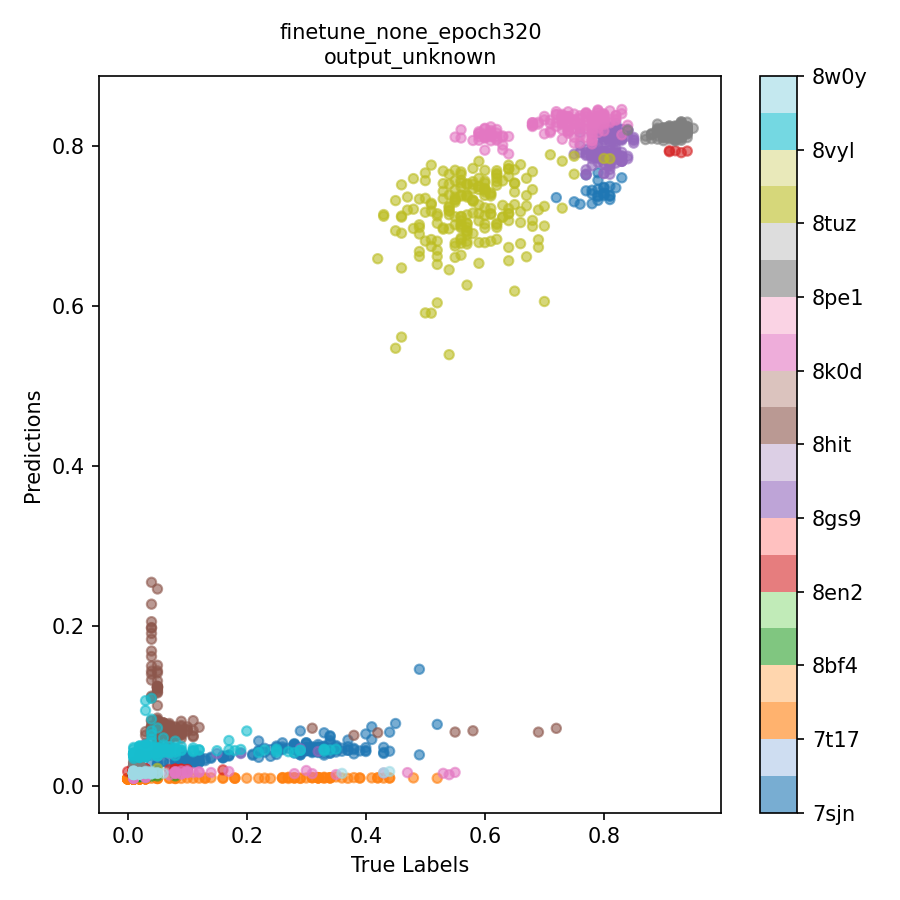 finetune_none_epoch320
output_unknown
Predictions
0.8
0.6
0.4
0.2
0.0
0.0 0.2 0.4 0.6 0.8
True Labels
8w0y
8vyl
8tuz
8pe1
8k0d
8hit
8gs9
8en2
8bf4
7t17
7sjn